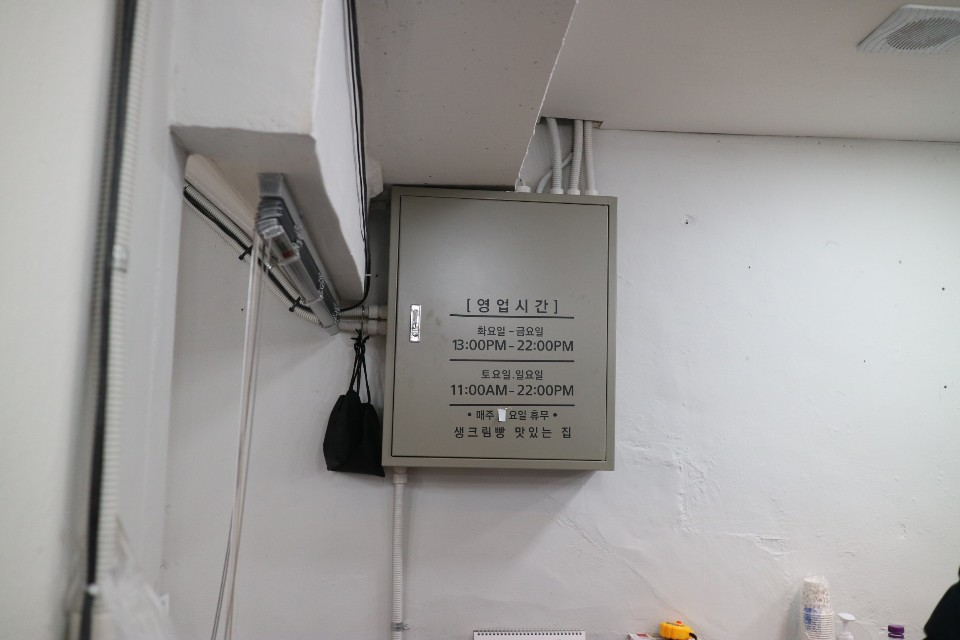 [영업시간]
화요일 - 금요일
13:00PM - 22:00PM
토요일.일요일
11:00AM - 22:00PM
• 매주 요일 휴무 •
생크림빵 맛있는 집